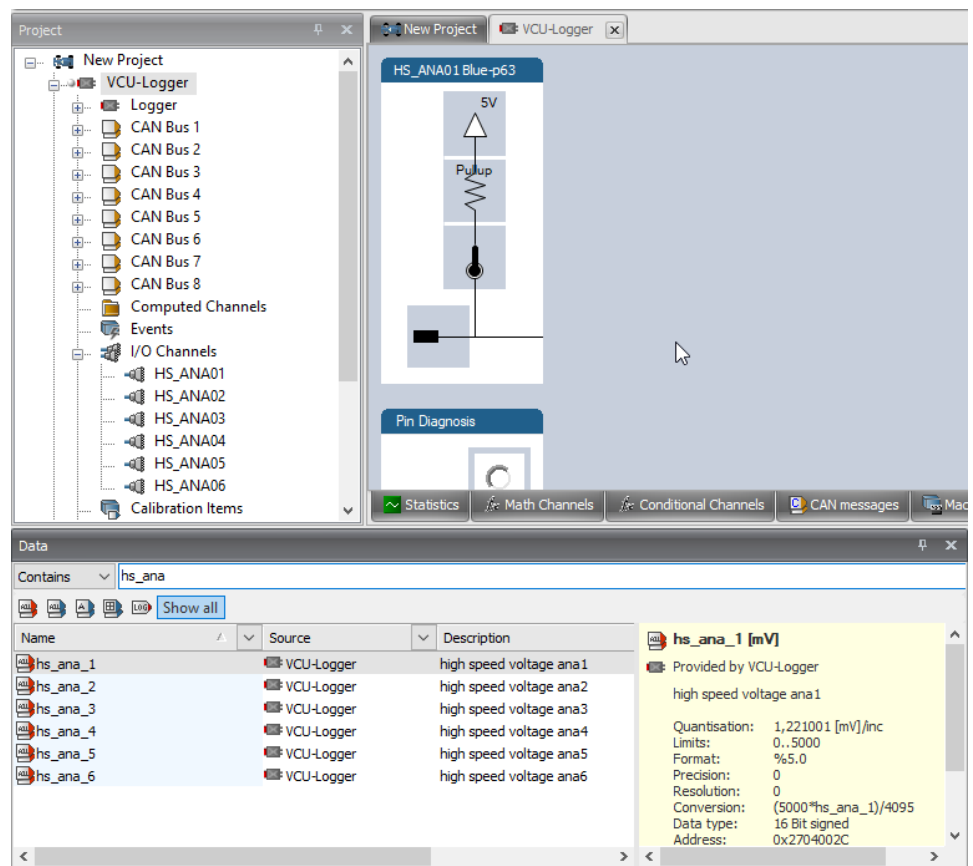 Project
New Project
VCU-Logger
Logger
CAN Bus 1
CAN Bus 2
CAN Bus 3
CAN Bus 4
CAN Bus 5
CAN Bus 6
CAN Bus 7
CAN Bus 8
Computed Channels
Events
I/O Channels
HS_ANA01
HS_ANA02
HS_ANA03
HS_ANA04
HS_ANA05
HS_ANA06
Calibration Items
New Project VCU-Logger
HS_ANA01 Blue-p63
5V
Pullup
Pin Diagnosis
Statistics Math Channels Conditional Channels CAN messages Mac
Data
Contains hs_ana
LOG Show all
Name Source Description
hs_ana_1 VCU-Logger high speed voltage ana1
hs_ana_2 VCU-Logger high speed voltage ana2
hs_ana_3 VCU-Logger high speed voltage ana3
hs_ana_4 VCU-Logger high speed voltage ana4
hs_ana_5 VCU-Logger high speed voltage ana5
hs_ana_6 VCU-Logger high speed voltage ana6
hs_ana_1 [mV]
Provided by VCU-Logger
high speed voltage ana1
Quantisation: 1,221001 [mV]/inc
Limits: 0..5000
Format: %5.0
Precision: 0
Resolution: 0
Conversion: (5000*hs_ana_1)/4095
Data type: 16 Bit signed
Address: 0x2704002C